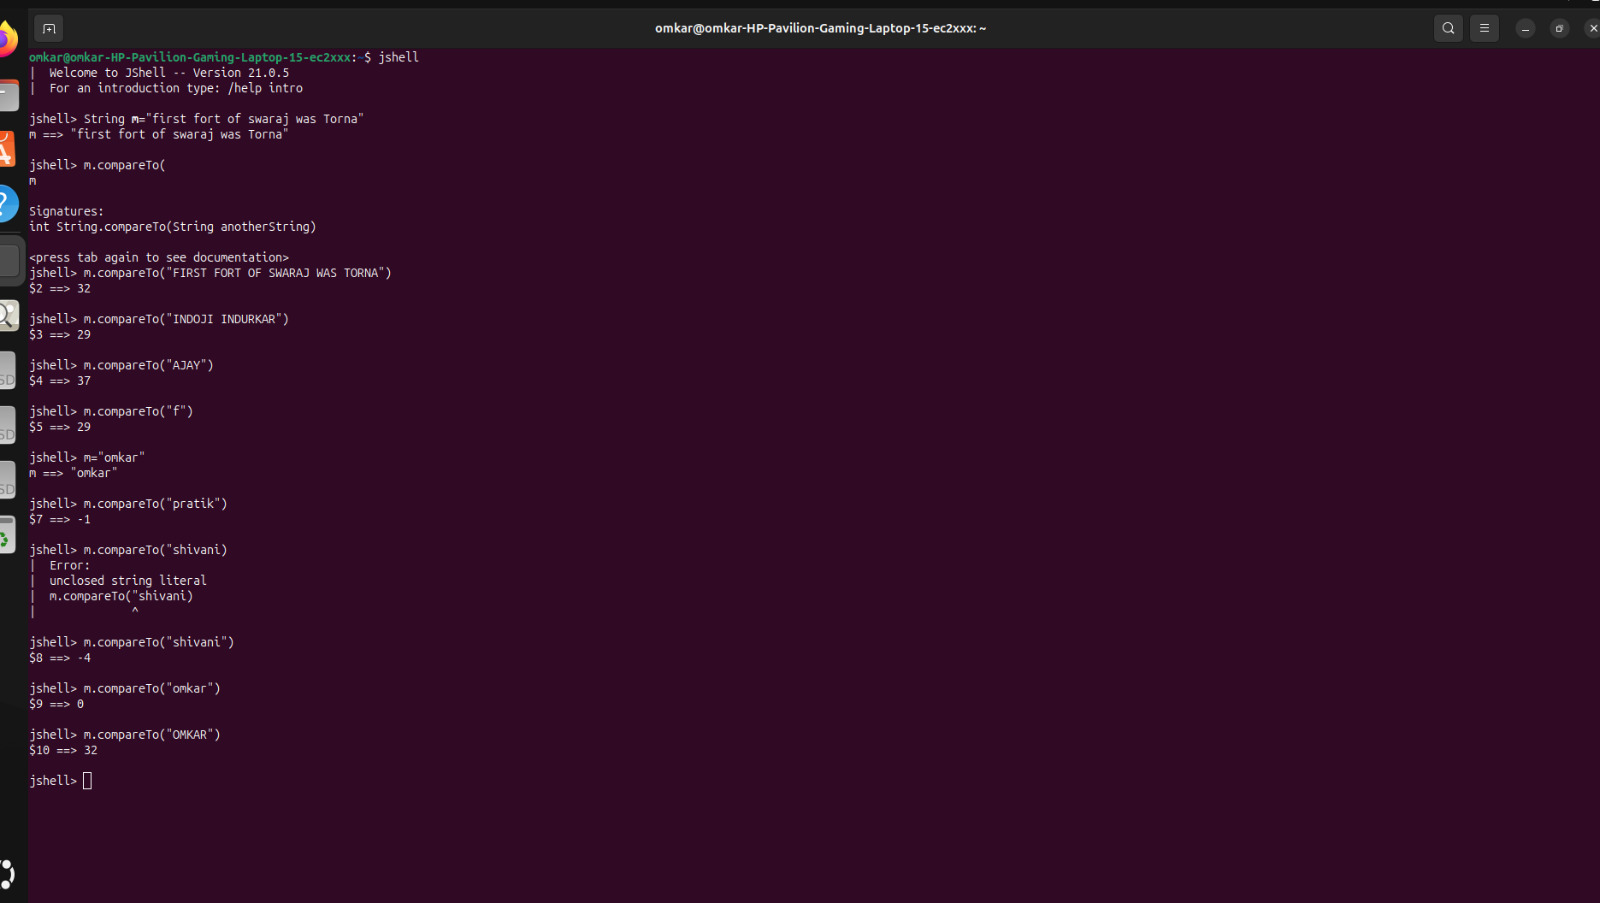 omkar@omkar-HP-Pavilion-Gaming-Laptop-15-ec2xxx: ~
omkar@omkar-HP-Pavilion-Gaming-Laptop-15-ec2xxx:~$ jshell
|  Welcome to JShell -- Version 21.0.5
|  For an introduction type: /help intro
jshell> String m="first fort of swaraj was Torna"
m ==> "first fort of swaraj was Torna"
jshell> m.compareTo(
m
Signatures:
int String.compareTo(String anotherString)
<press tab again to see documentation>
jshell> m.compareTo("FIRST FORT OF SWARAJ WAS TORNA")
$2 ==> 32
jshell> m.compareTo("INDOJI INDURKAR")
$3 ==> 29
jshell> m.compareTo("AJAY")
$4 ==> 37
jshell> m.compareTo("f")
$5 ==> 29
jshell> m="omkar"
m ==> "omkar"
jshell> m.compareTo("pratik")
$7 ==> -1
jshell> m.compareTo("shivani)
|  Error:
|  unclosed string literal
|  m.compareTo("shivani)
|              ^
jshell> m.compareTo("shivani")
$8 ==> -4
jshell> m.compareTo("omkar")
$9 ==> 0
jshell> m.compareTo("OMKAR")
$10 ==> 32
jshell>